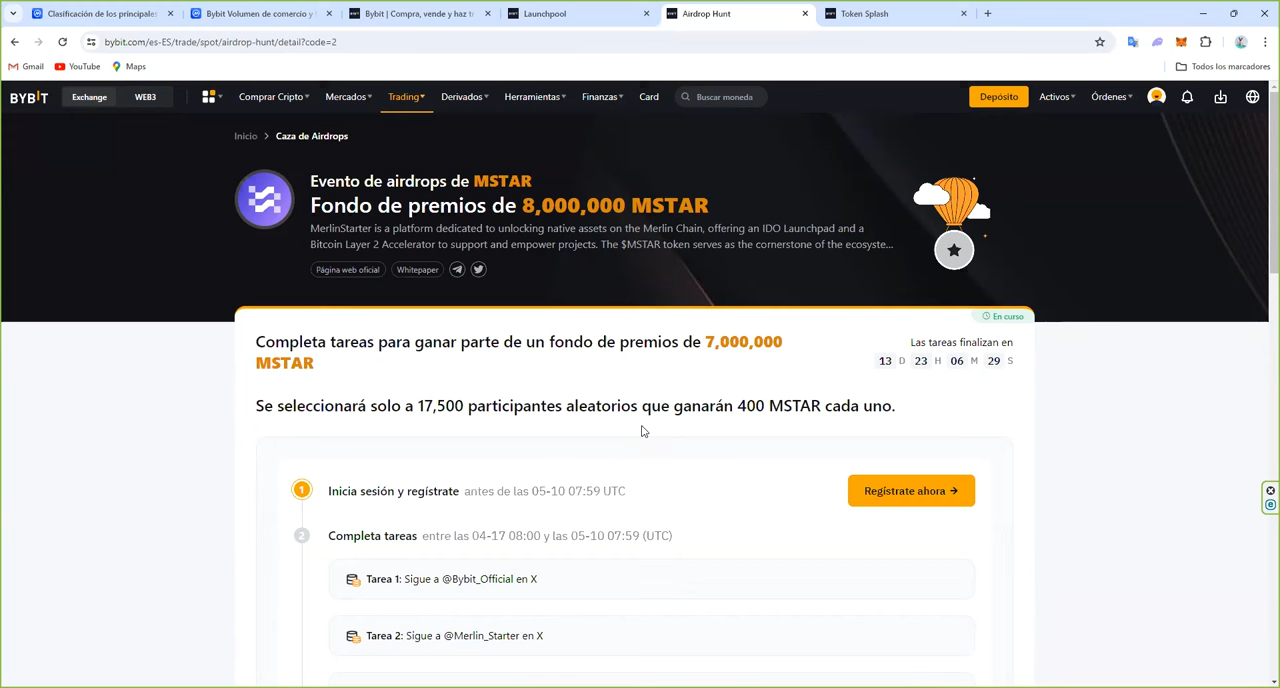 Clasificación de los principales
Bybit Volumen de comercio y
Bybit | Compra, vende y haz t
Launchpool
Airdrop Hunt
Token Splash
bybit.com/es-ES/trade/spot/airdrop-hunt/detail?code=2
Gmail
YouTube
Maps
Todos los marcadores
BYBIT
Exchange
WEB3
Comprar Cripto
Mercados
Trading
Derivados
Herramientas
Finanzas
Card
Buscar moneda
Depósito
Activos
Órdenes
Inicio > Caza de Airdrops
Evento de airdrops de MSTAR
Fondo de premios de 8,000,000 MSTAR
MerlinStarter is a platform dedicated to unlocking native assets on the Merlin Chain, offering an IDO Launchpad and a
Bitcoin Layer 2 Accelerator to support and empower projects. The $MSTAR token serves as the cornerstone of the ecosyste...
Página web oficial
Whitepaper
En curso
Completa tareas para ganar parte de un fondo de premios de 7,000,000
MSTAR
Las tareas finalizan en
13 D 23 H 06 M 29 S
Se seleccionará solo a 17,500 participantes aleatorios que ganarán 400 MSTAR cada uno.
1 Inicia sesión y regístrate antes de las 05-10 07:59 UTC
Regístrate ahora →
2 Completa tareas entre las 04-17 08:00 y las 05-10 07:59 (UTC)
Tarea 1: Sigue a @Bybit_Official en X
Tarea 2: Sigue a @Merlin_Starter en X